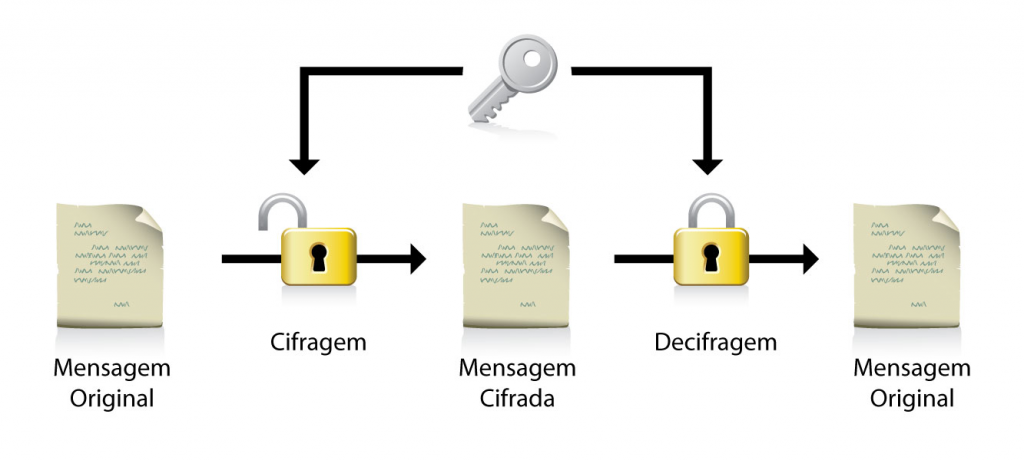 Cifragem
Decifragem
Mensagem
Original
Mensagem
Cifrada
Mensagem
Original